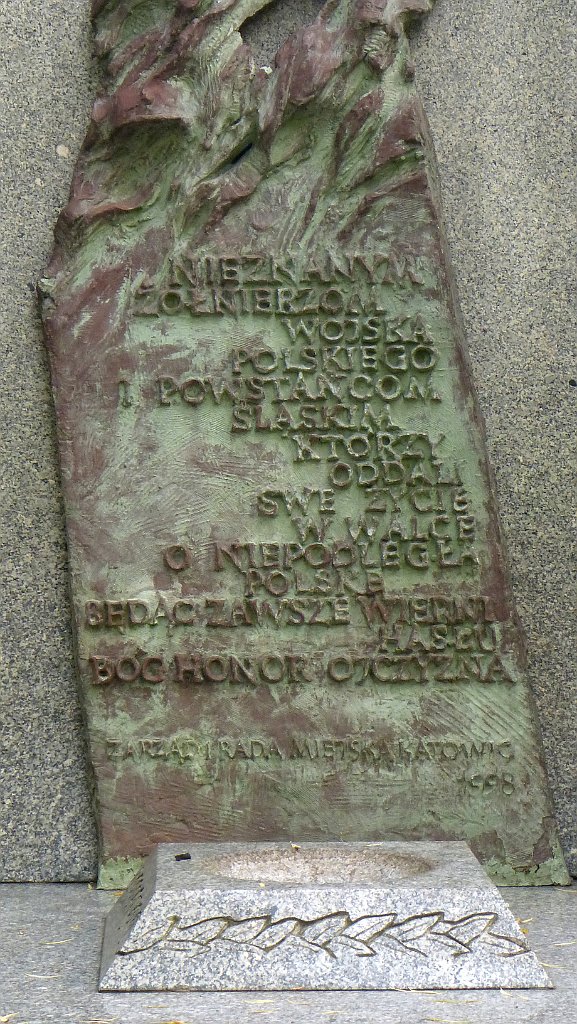 NIEZNANYM
ŻOŁNIERZOM
WOJSKA
POLSKIEGO
I POWSTAŃCOM
ŚLĄSKIM
KTÓRZY
ODDALI
SWE ŻYCIE
W WALCE
O NIEPODLEGŁĄ
POLSKĘ
BĘDĄC ZAWSZE WIERNI
HASŁU
BÓG HONOR OJCZYZNA
ZARZĄD I RADA MIEJSKA KATOWIC
1998